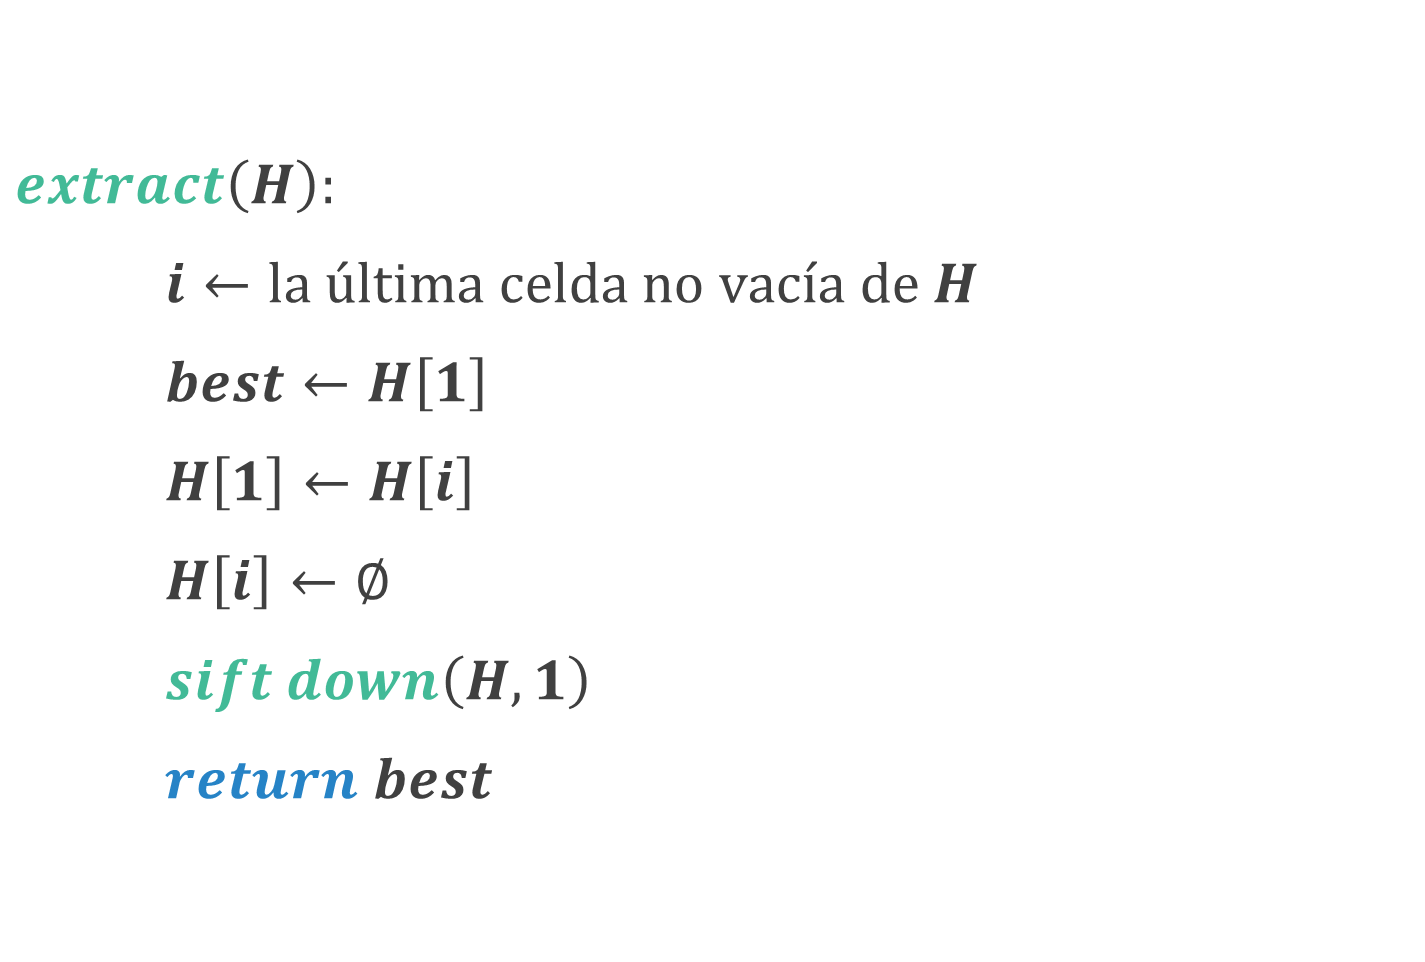 extract(H):
i ← la última celda no vacía de H
best ← H[1]
H[1] ← H[i]
H[i] ← ∅
sift down(H, 1)
return best